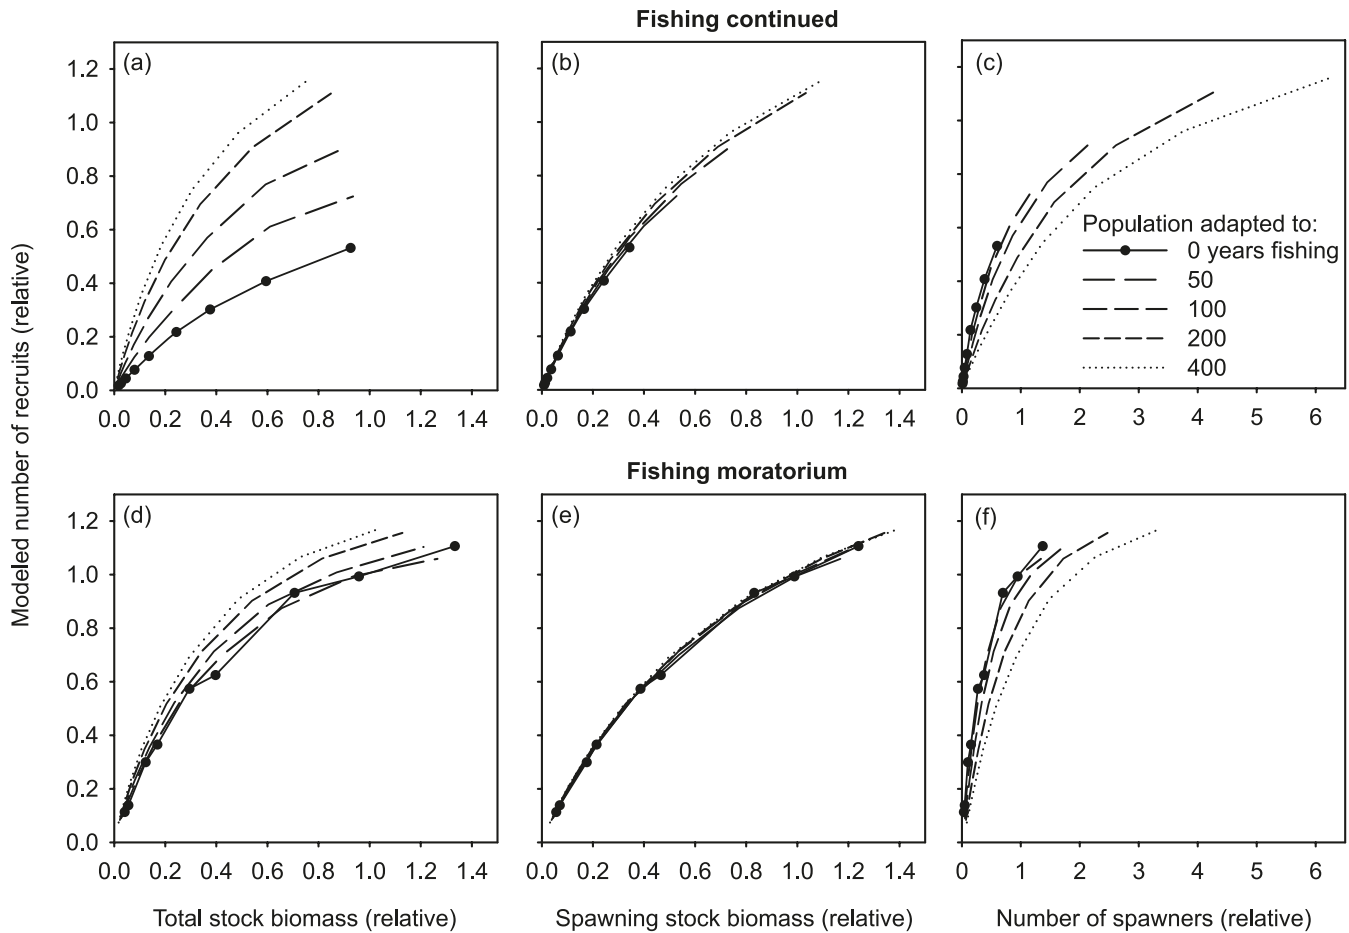 Fishing continued
(a)
(b)
(c)
1.2
1.0
0.8
0.6
0.4
0.2
0.0
Population adapted to:
0 years fishing
50
100
200
400
0.0 0.2 0.4 0.6 0.8 1.0 1.2 1.4
0.0 0.2 0.4 0.6 0.8 1.0 1.2 1.4
0 1 2 3 4 5 6
Modeled number of recruits (relative)
Fishing moratorium
(d)
(e)
(f)
1.2
1.0
0.8
0.6
0.4
0.2
0.0
0.0 0.2 0.4 0.6 0.8 1.0 1.2 1.4
0.0 0.2 0.4 0.6 0.8 1.0 1.2 1.4
0 1 2 3 4 5 6
Total stock biomass (relative)
Spawning stock biomass (relative)
Number of spawners (relative)